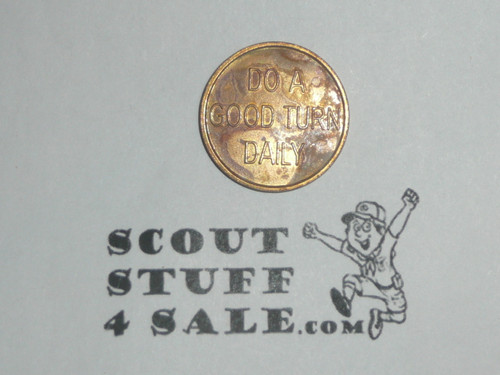 DO A
GOOD TURN
DAILY
SCOUT
STUFF
4 SALE.COM